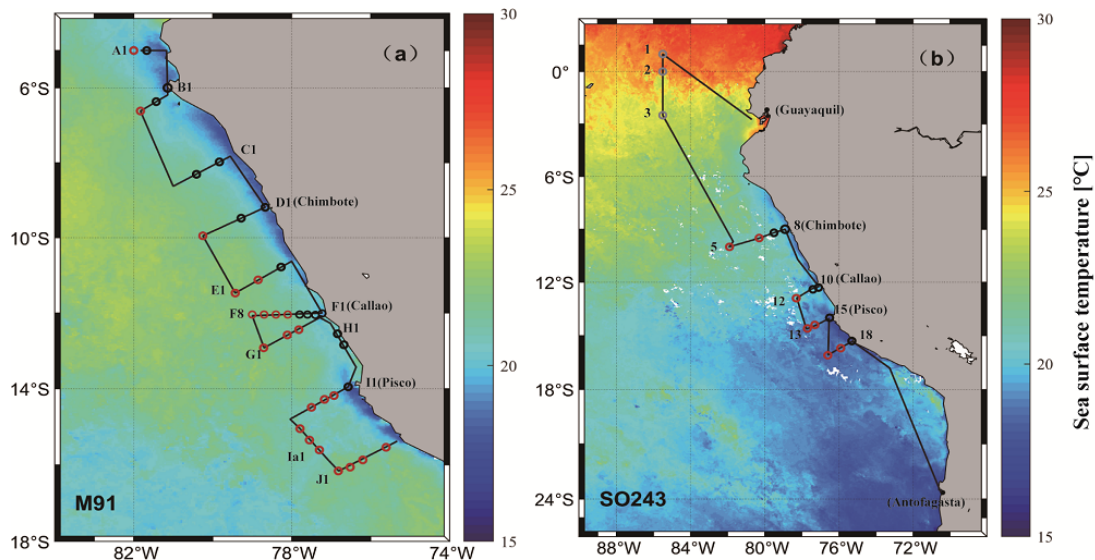 (a)
A1
B1
6°S
C1
D1(Chimbote)
10°S
E1
F1(Callao)
F8
H1
G1
14°S
I1(Pisco)
Ia1
J1
M91
18°S
82°W
78°W
74°W
30
25
20
15
(b)
1
0°
2
3
(Guayaquil)
6°S
8(Chimbote)
5
12°S
10 (Callao)
12
15(Pisco)
13
18
18°S
24°S
SO243
(Antofagasta)
88°W
84°W
80°W
76°W
72°W
30
25
20
15
Sea surface temperature [°C]